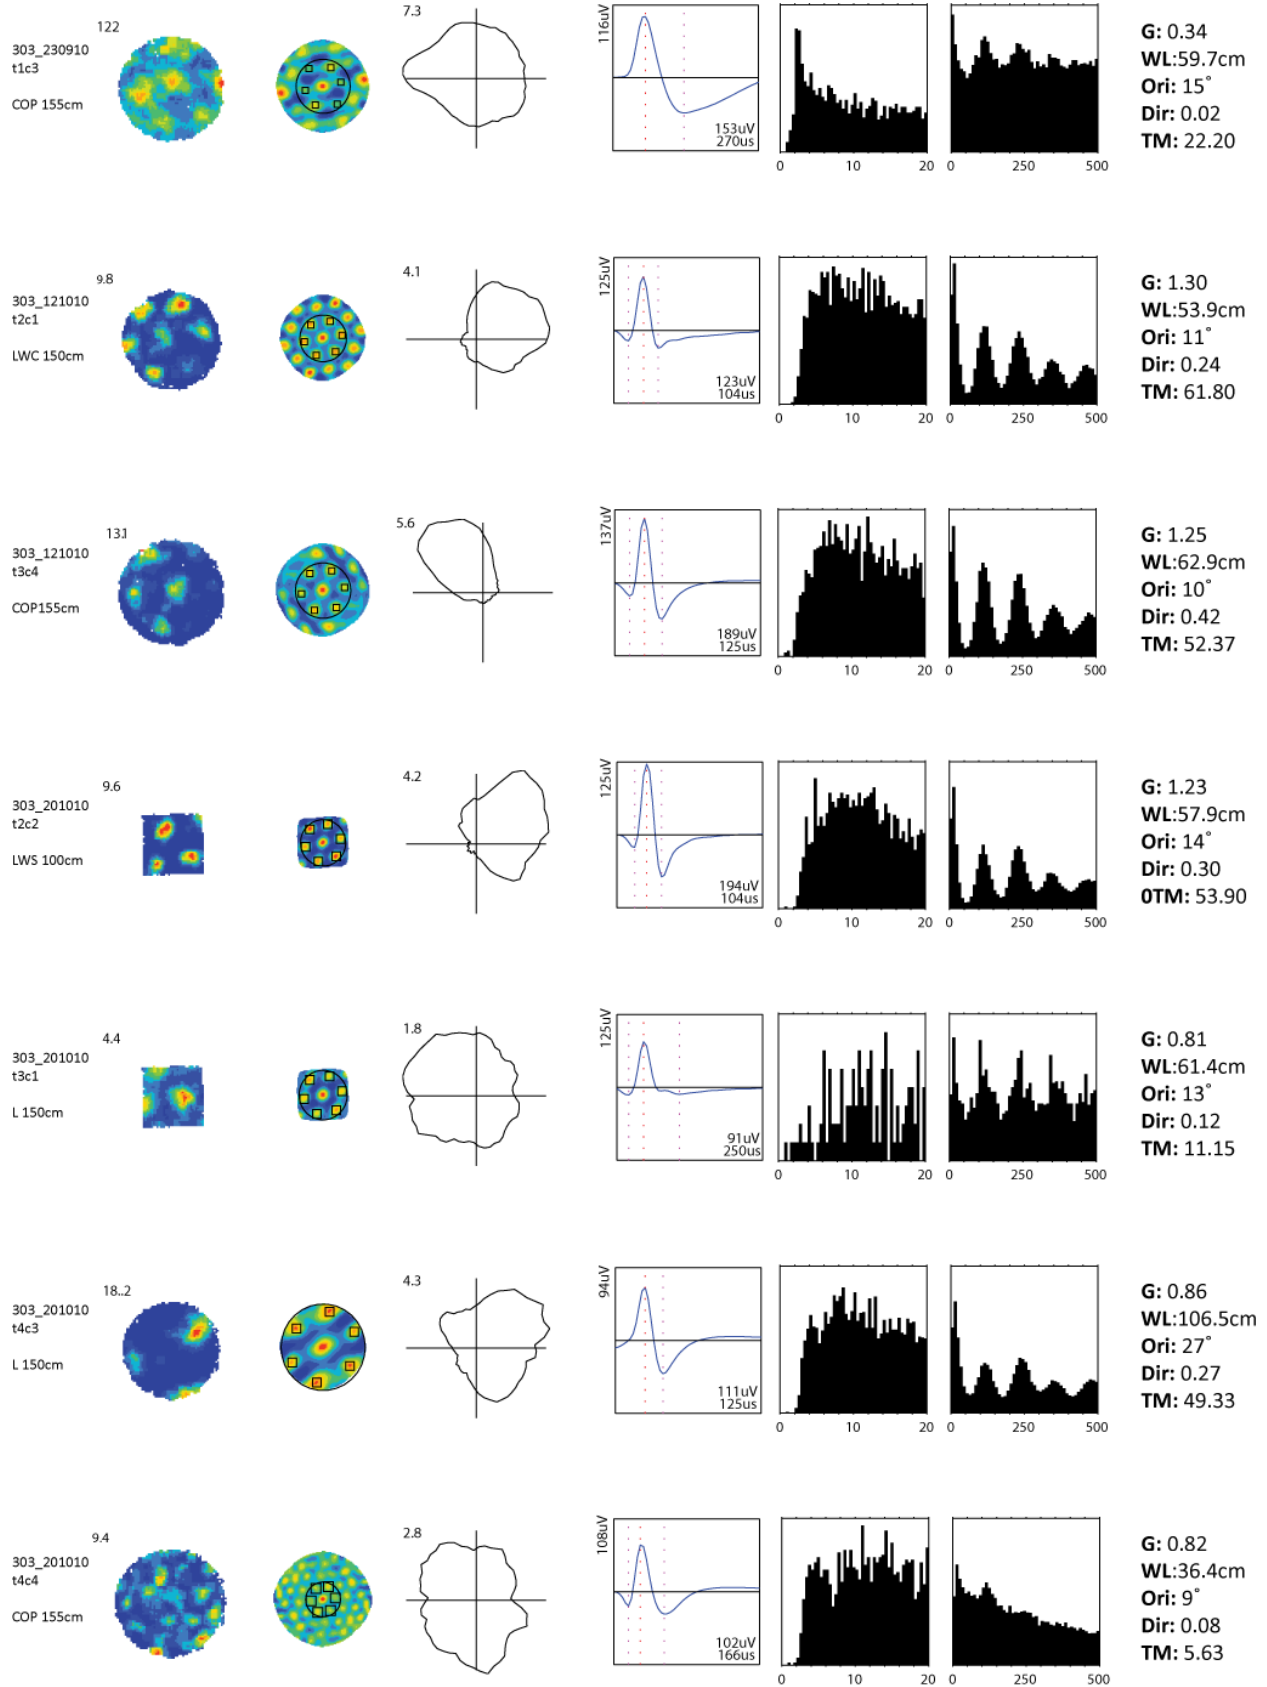 122
303_230910
t1c3
COP 155cm
7.3
116uV
153uV
270us
0 10 20
0 250 500
G: 0.34
WL:59.7cm
Ori: 15°
Dir: 0.02
TM: 22.20
9.8
303_121010
t2c1
LWC 150cm
4.1
125uV
123uV
104us
0 10 20
0 250 500
G: 1.30
WL:53.9cm
Ori: 11°
Dir: 0.24
TM: 61.80
131
303_121010
t3c4
COP155cm
5.6
137uV
189uV
125us
0 10 20
0 250 500
G: 1.25
WL:62.9cm
Ori: 10°
Dir: 0.42
TM: 52.37
9.6
303_201010
t2c2
LWS 100cm
4.2
125uV
194uV
104us
0 10 20
0 250 500
G: 1.23
WL:57.9cm
Ori: 14°
Dir: 0.30
0TM: 53.90
4.4
303_201010
t3c1
L 150cm
1.8
125uV
91uV
250us
0 10 20
0 250 500
G: 0.81
WL:61.4cm
Ori: 13°
Dir: 0.12
TM: 11.15
18..2
303_201010
t4c3
L 150cm
4.3
94uV
111uV
125us
0 10 20
0 250 500
G: 0.86
WL:106.5cm
Ori: 27°
Dir: 0.27
TM: 49.33
9.4
303_201010
t4c4
COP 155cm
2.8
108uV
102uV
166us
0 10 20
0 250 500
G: 0.82
WL:36.4cm
Ori: 9°
Dir: 0.08
TM: 5.63